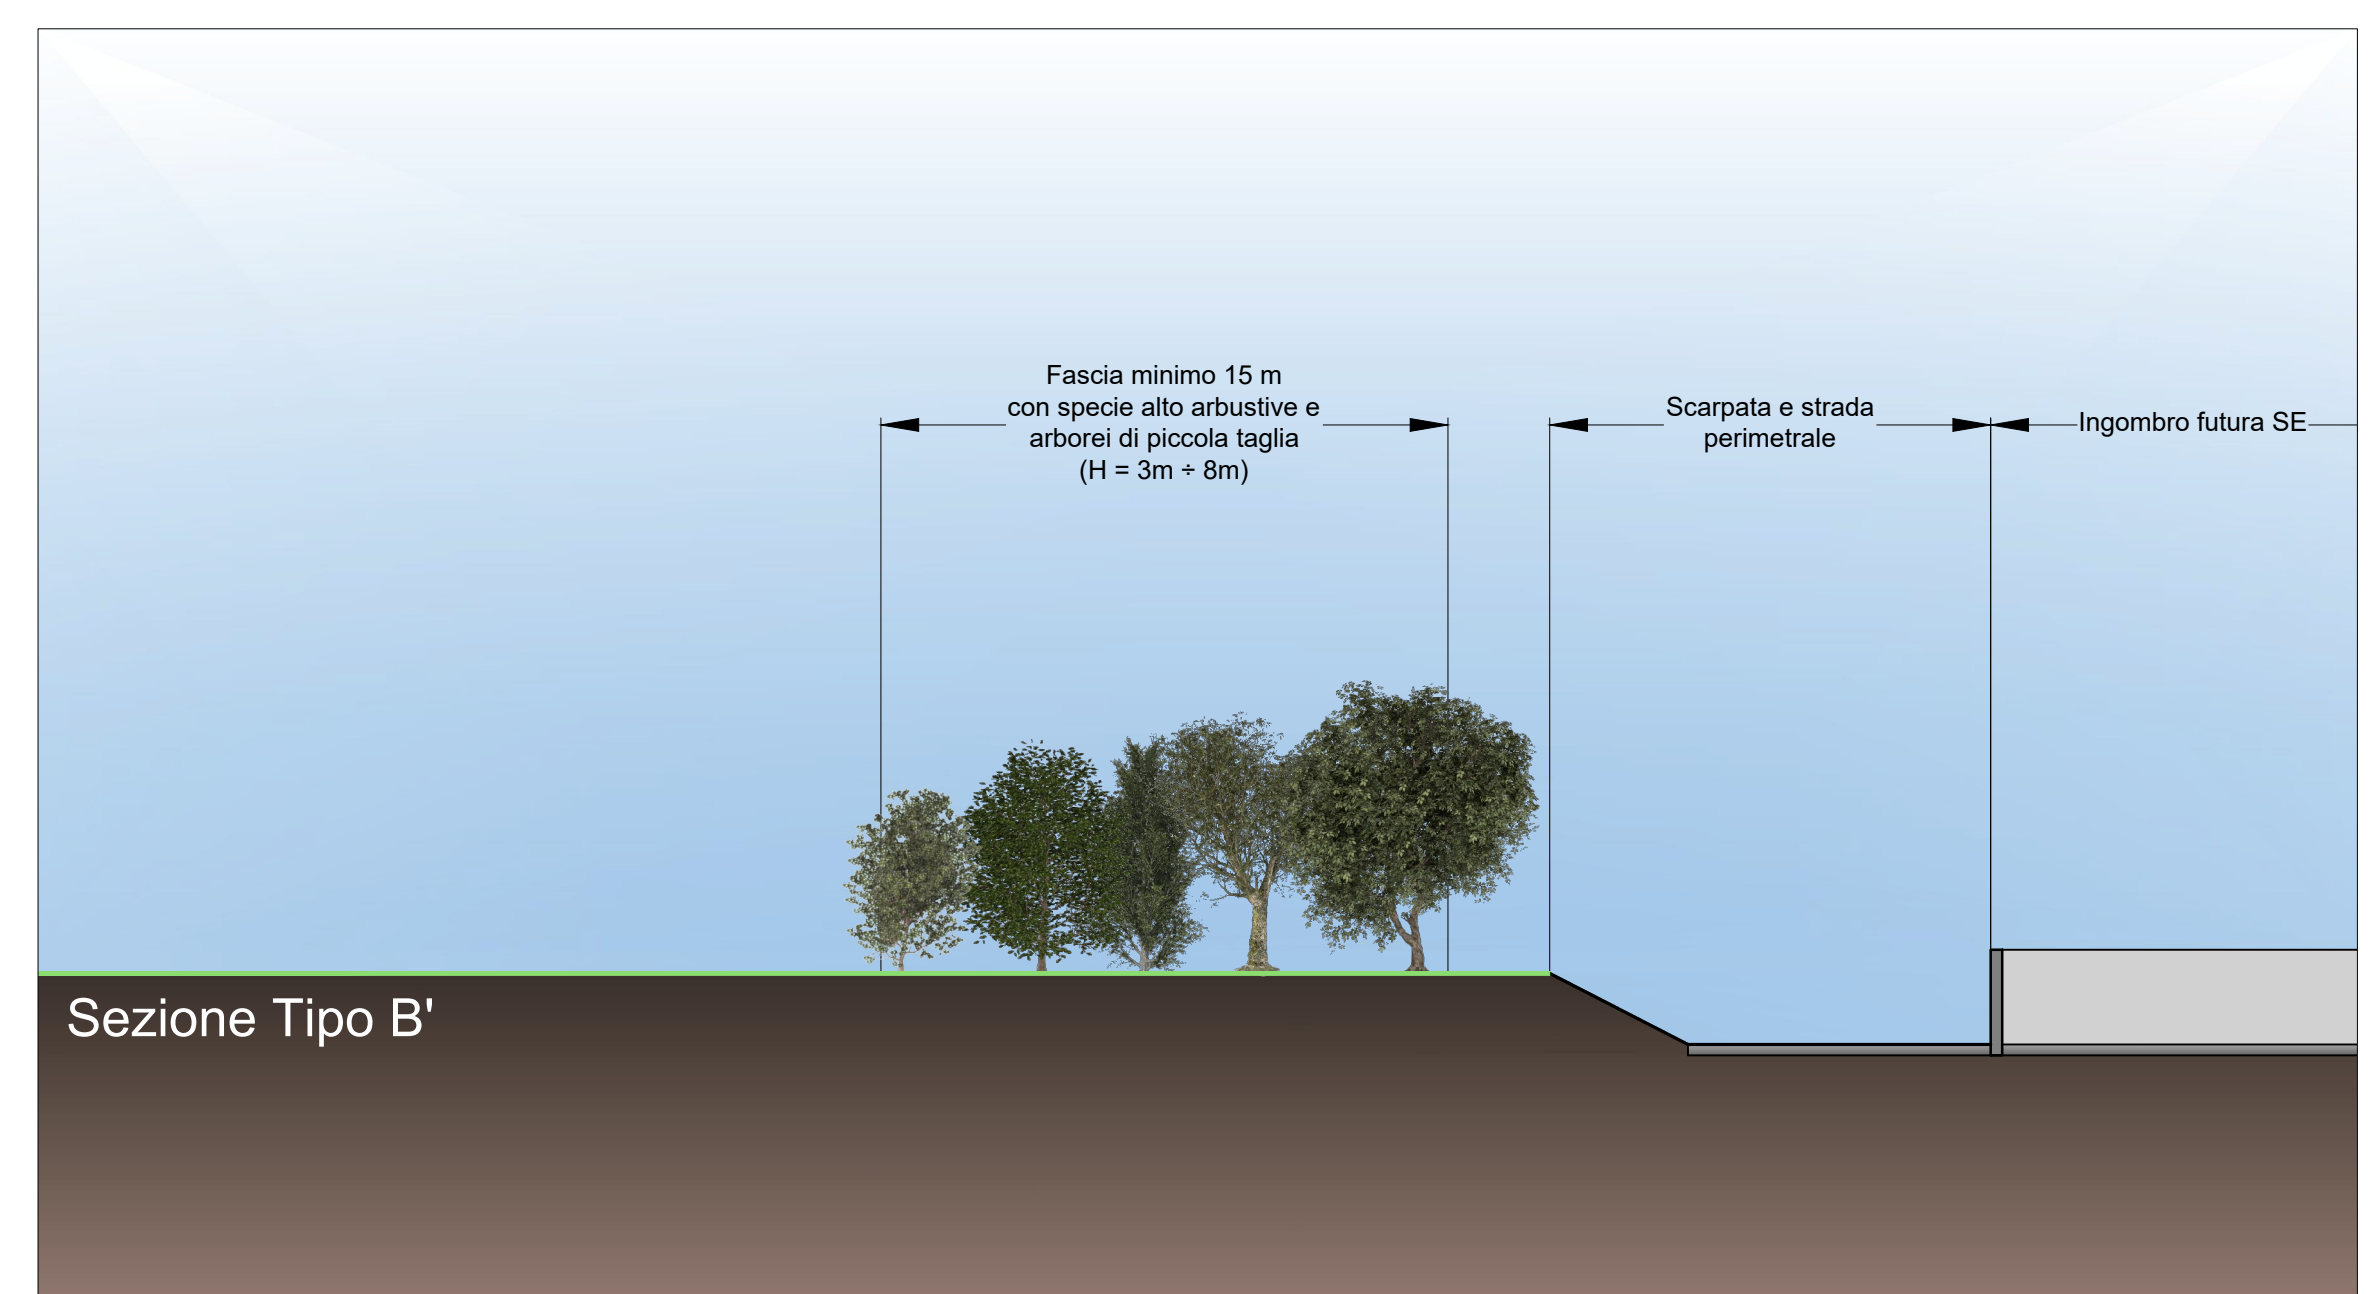 Fascia minimo 15 m
con specie alto arbustive e
arborei di piccola taglia
(H = 3m ÷ 8m)
Scarpata e strada
perimetrale
Ingombro futura SE
Sezione Tipo B'